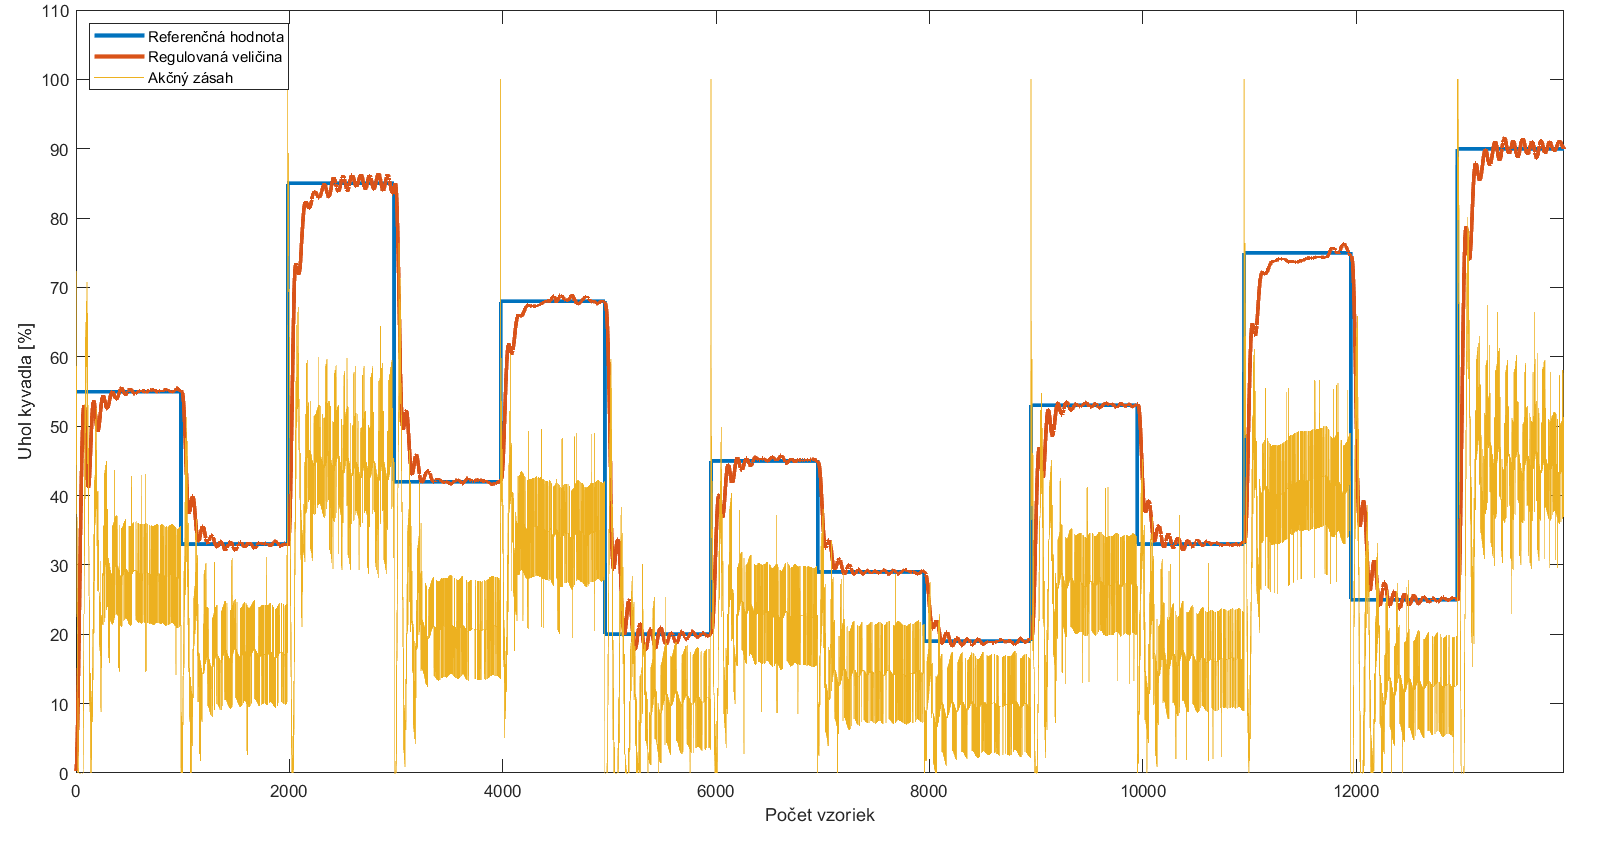 110
100
90
80
70
60
50
40
30
20
10
0
Uhol kyvadla [%]
Referenčná hodnota
Regulovaná veličina
Akčný zásah
0 2000 4000 6000 8000 10000 12000
Počet vzoriek